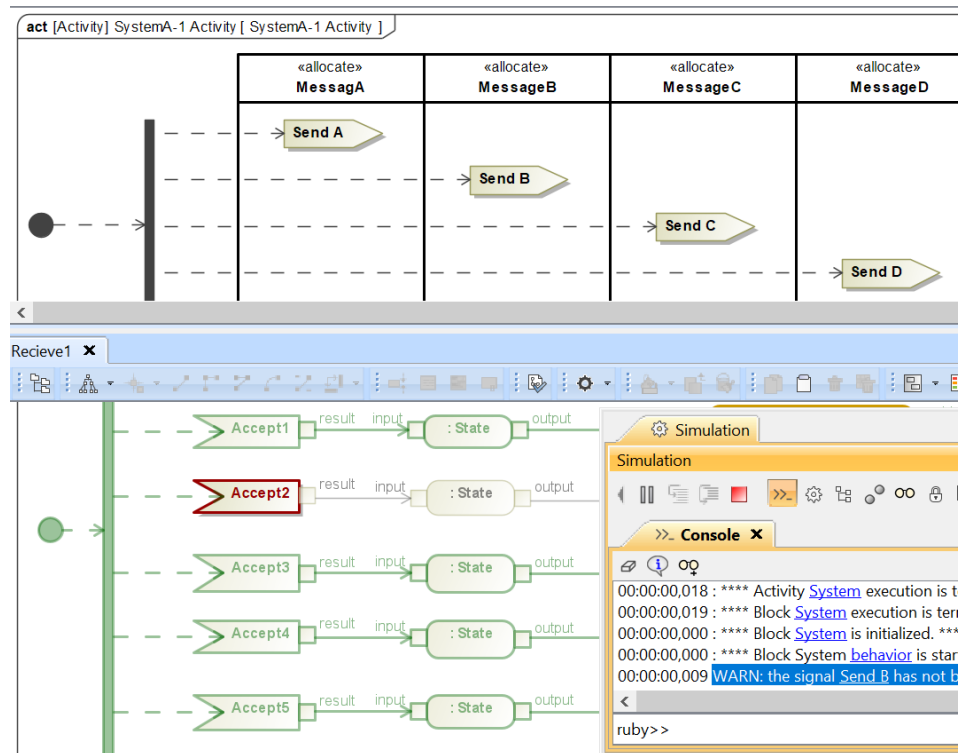 act [Activity] SystemA-1 Activity [ SystemA-1 Activity ]
«allocate» «allocate» «allocate» «allocate»
MessagA MessageB MessageC MessageD
Send A
Send B
Send C
Send D
Recieve1
Accept1 result input : State output
Accept2 result input : State output
Accept3 result input : State output
Accept4 result input : State output
Accept5 result input : State output
Simulation
Simulation
Console
00:00:00,018 : **** Activity System execution is t
00:00:00,019 : **** Block System execution is ter
00:00:00,000 : **** Block System is initialized. **
00:00:00,000 : **** Block System behavior is star
00:00:00,009 WARN: the signal Send B has not b
ruby>>